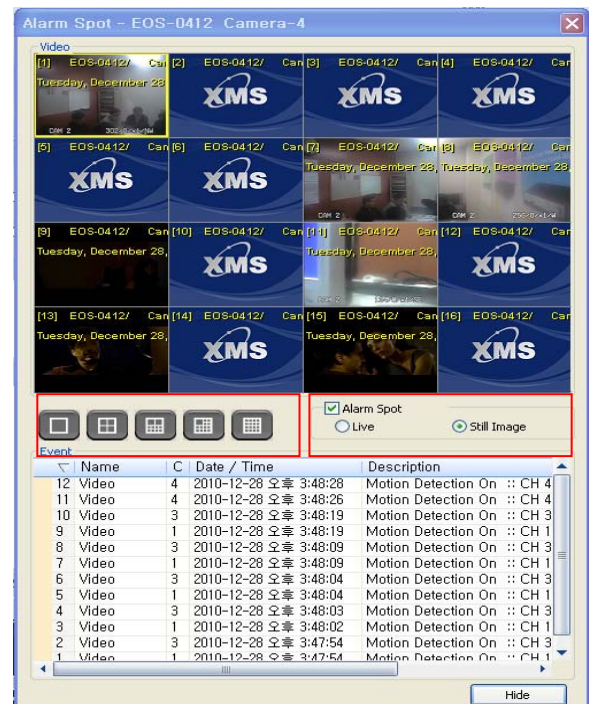 Alarm Spot - EOS-0412 Camera-4
Video
[1] EOS-0412/ Can [2] EOS-0412/ Can [3] EOS-0412/ Can [4] EOS-0412/ Car
Tuesday, December 28
XMS XMS XMS
CAM 2
[5] EOS-0412/ Can [6] EOS-0412/ Can [7] EOS-0412/ Can [8] EOS-0412/ Car
Tuesday, December 28, Tuesday, December 28,
XMS XMS
CAM 2 CAM 2
[9] EOS-0412/ Can [10] EOS-0412/ Can [11] EOS-0412/ Can [12] EOS-0412/ Car
Tuesday, December 28, Tuesday, December 28,
XMS XMS
[13] EOS-0412/ Can [14] EOS-0412/ Can [15] EOS-0412/ Can [16] EOS-0412/ Car
Tuesday, December 28, Tuesday, December 28,
XMS XMS
Alarm Spot
Live Still Image
Event
Name C Date / Time Description
12 Video 4 2010-12-28 오후 3:48:28 Motion Detection On :: CH 4
11 Video 4 2010-12-28 오후 3:48:26 Motion Detection On :: CH 4
10 Video 3 2010-12-28 오후 3:48:19 Motion Detection On :: CH 3
9 Video 1 2010-12-28 오후 3:48:19 Motion Detection On :: CH 1
8 Video 3 2010-12-28 오후 3:48:09 Motion Detection On :: CH 3
7 Video 1 2010-12-28 오후 3:48:09 Motion Detection On :: CH 1
6 Video 3 2010-12-28 오후 3:48:04 Motion Detection On :: CH 3
5 Video 1 2010-12-28 오후 3:48:04 Motion Detection On :: CH 1
4 Video 3 2010-12-28 오후 3:48:03 Motion Detection On :: CH 3
3 Video 1 2010-12-28 오후 3:48:02 Motion Detection On :: CH 1
2 Video 3 2010-12-28 오후 3:47:54 Motion Detection On :: CH 3
1 Video 1 2010-12-28 오후 3:47:54 Motion Detection On :: CH 1
Hide